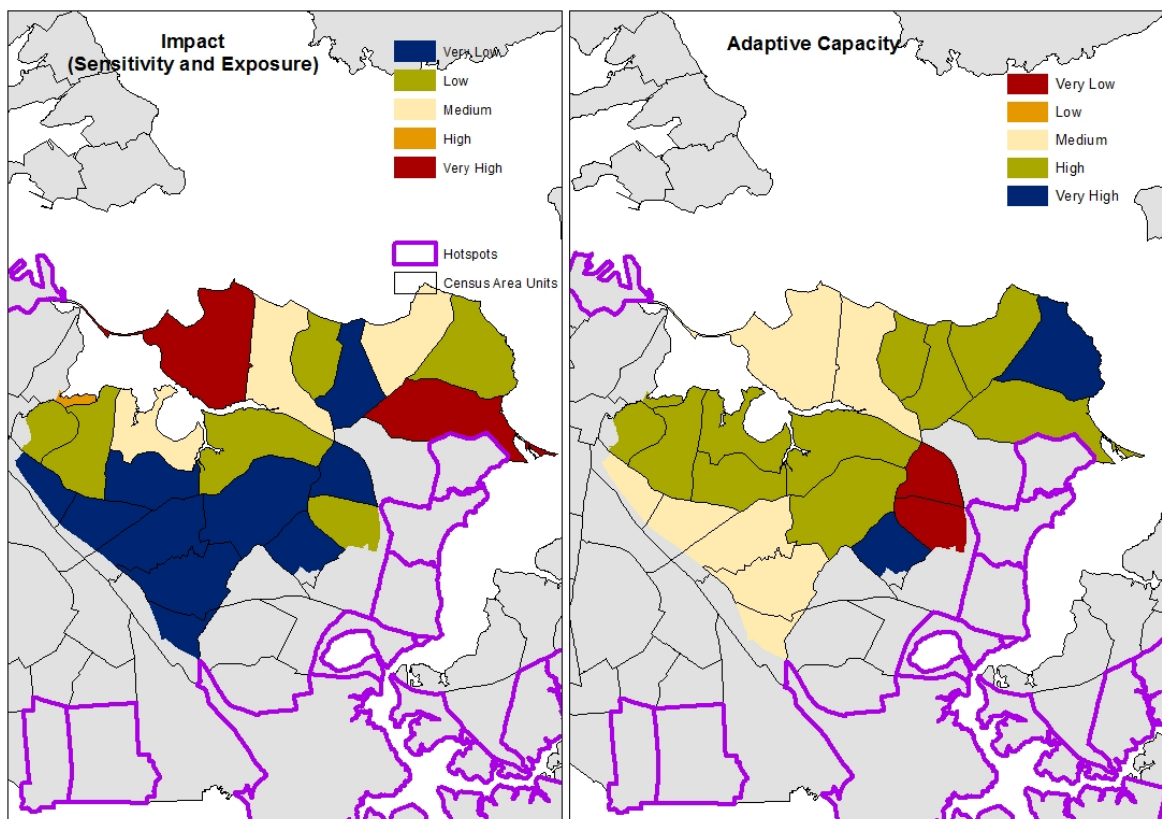 Impact
(Sensitivity and Exposure)
Very Low
Low
Medium
High
Very High
Hotspots
Census Area Units
Adaptive Capacity
Very Low
Low
Medium
High
Very High